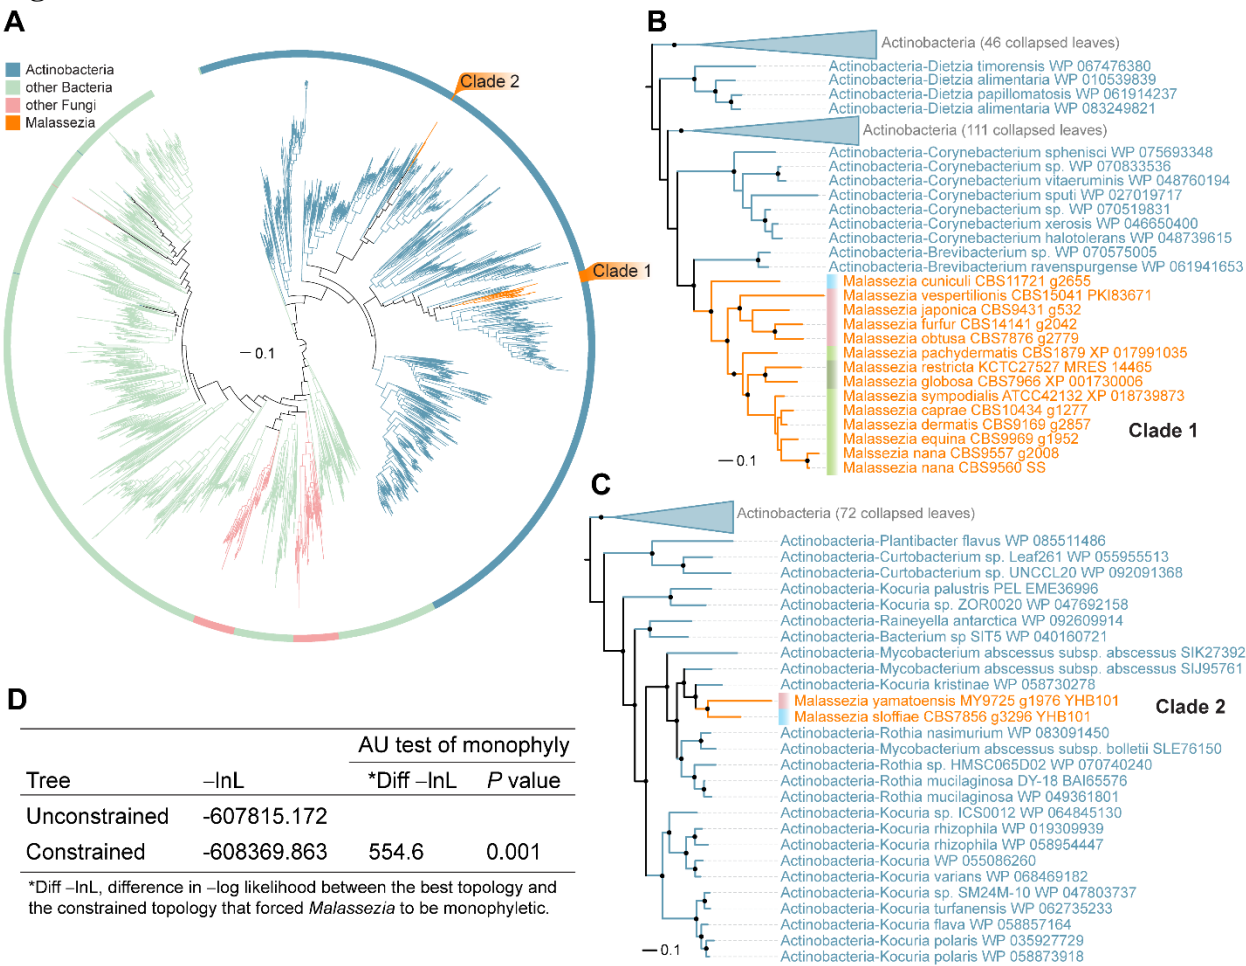 A
Actinobacteria
other Bacteria
other Fungi
Malassezia
Clade 2
Clade 1
0.1
B
Actinobacteria (46 collapsed leaves)
Actinobacteria-Dietzia timorensis WP 067476380
Actinobacteria-Dietzia alimentaria WP 010539839
Actinobacteria-Dietzia papillomatosis WP 061914237
Actinobacteria-Dietzia alimentaria WP 083249821
Actinobacteria (111 collapsed leaves)
Actinobacteria-Corynebacterium sphenisci WP 075693348
Actinobacteria-Corynebacterium sp. WP 070833536
Actinobacteria-Corynebacterium vitaeruminis WP 048760194
Actinobacteria-Corynebacterium sputi WP 027019717
Actinobacteria-Corynebacterium sp. WP 070519831
Actinobacteria-Corynebacterium xerosis WP 046650400
Actinobacteria-Corynebacterium halotolerans WP 048739615
Actinobacteria-Brevibacterium sp. WP 070575005
Actinobacteria-Brevibacterium ravenspurgense WP 061941653
Malassezia cuniculi CBS11721 g2655
Malassezia vespertilionis CBS15041 PKI83671
Malassezia japonica CBS9431 g532
Malassezia furfur CBS14141 g2042
Malassezia obtusa CBS7876 g2779
Malassezia pachydermatis CBS1879 XP 017991035
Malassezia restricta KCTC27527 MRES 14465
Malassezia globosa CBS7966 XP 001730006
Malassezia sympodialis ATCC42132 XP 018739873
Malassezia caprae CBS10434 g1277
Malassezia dermatis CBS9169 g2857
Malassezia equina CBS9969 g1952
Malassezia nana CBS9557 g2008
Malassezia nana CBS9560 SS
Clade 1
0.1
C
Actinobacteria (72 collapsed leaves)
Actinobacteria-Plantibacter flavus WP 085511486
Actinobacteria-Curtobacterium sp. Leaf261 WP 055955513
Actinobacteria-Curtobacterium sp. UNCCL20 WP 092091368
Actinobacteria-Kocuria palustris PEL EME36996
Actinobacteria-Kocuria sp. ZOR0020 WP 047692158
Actinobacteria-Raineyella antarctica WP 092609914
Actinobacteria-Bacterium sp SIT5 WP 040160721
Actinobacteria-Mycobacterium abscessus subsp. abscessus SIK27392
Actinobacteria-Mycobacterium abscessus subsp. abscessus SIJ95761
Actinobacteria-Kocuria kristinae WP 058730278
Malassezia yamatoensis MY9725 g1976 YHB101
Malassezia sloffiae CBS7856 g3296 YHB101
Clade 2
Actinobacteria-Rothia nasimurium WP 083091450
Actinobacteria-Mycobacterium abscessus subsp. bolletii SLE76150
Actinobacteria-Rothia sp. HMSC065D02 WP 070740240
Actinobacteria-Rothia mucilaginosa DY-18 BAI65576
Actinobacteria-Rothia mucilaginosa WP 049361801
Actinobacteria-Kocuria sp. ICS0012 WP 064845130
Actinobacteria-Kocuria rhizophila WP 019309939
Actinobacteria-Kocuria rhizophila WP 058954447
Actinobacteria-Kocuria WP 055086260
Actinobacteria-Kocuria varians WP 068469182
Actinobacteria-Kocuria sp. SM24M-10 WP 047803737
Actinobacteria-Kocuria turfanensis WP 062735233
Actinobacteria-Kocuria flava WP 058857164
Actinobacteria-Kocuria polaris WP 035927729
Actinobacteria-Kocuria polaris WP 058873918
0.1
D
AU test of monophyly
Tree –lnL *Diff –lnL P value
Unconstrained -607815.172
Constrained -608369.863 554.6 0.001
*Diff –lnL, difference in –log likelihood between the best topology and
the constrained topology that forced Malassezia to be monophyletic.